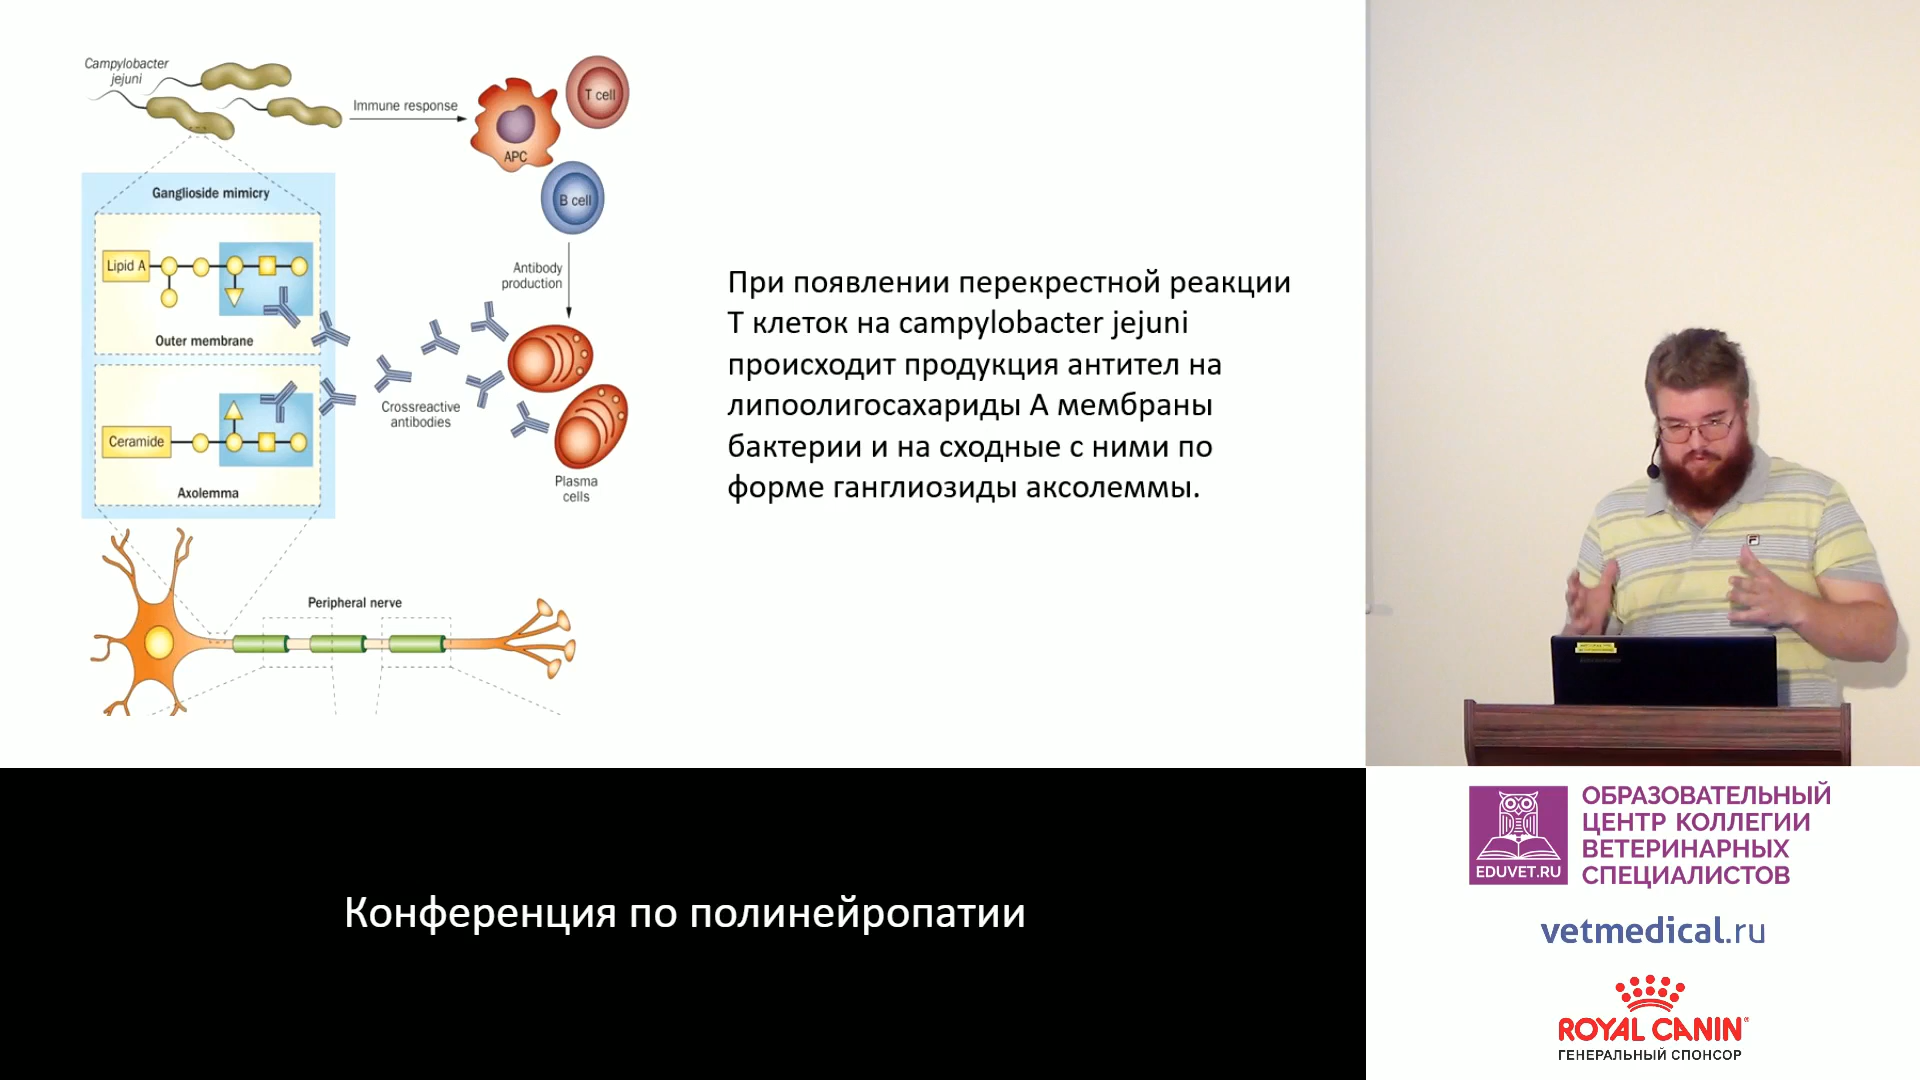 Campylobacter
jejuni
Immune response
T cell
APC
B cell
Ganglioside mimicry
Lipid A
Outer membrane
Antibody
production
Crossreactive
antibodies
Ceramide
Axolemma
Plasma
cells
Peripheral nerve
При появлении перекрестной реакции
Т клеток на campylobacter jejuni
происходит продукция антител на
липоолигосахариды А мембраны
бактерии и на сходные с ними по
форме ганглиозиды аксолеммы.
F
Конференция по полинейропатии
EDUVET.RU
ОБРАЗОВАТЕЛЬНЫЙ
ЦЕНТР КОЛЛЕГИИ
ВЕТЕРИНАРНЫХ
СПЕЦИАЛИСТОВ
vetmedical.ru
ROYAL CANIN®
ГЕНЕРАЛЬНЫЙ СПОНСОР